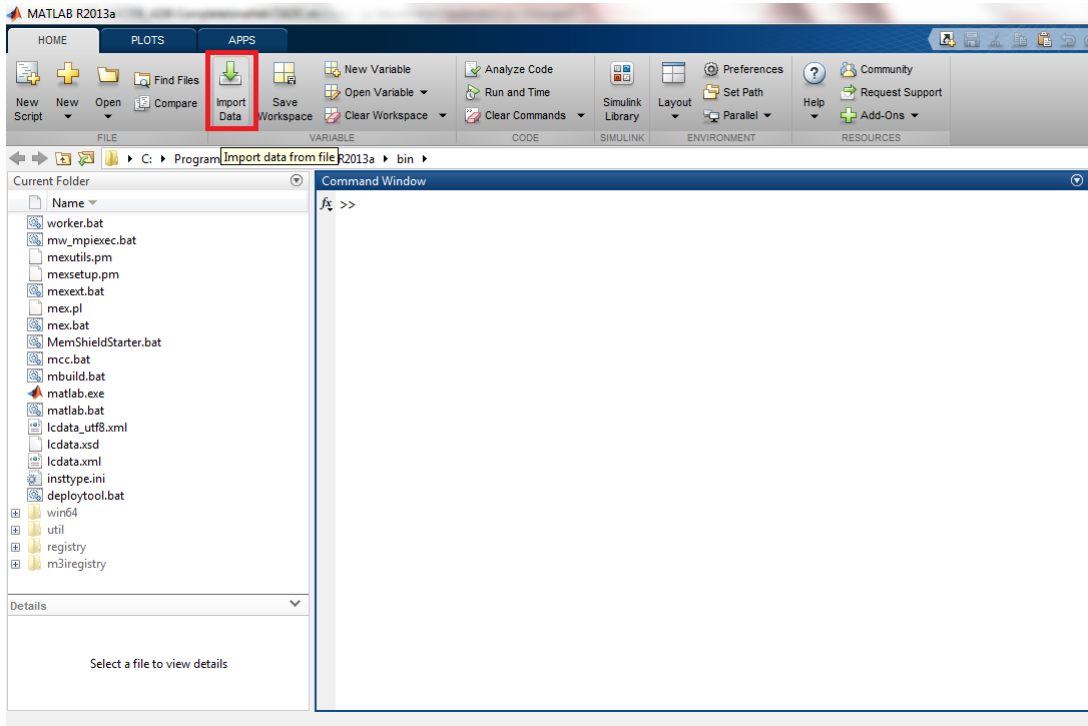 MATLAB R2013a
HOME PLOTS APPS
New Script
New
Open
Find Files
Compare
Import Data
Save Workspace
New Variable
Open Variable
Clear Workspace
Analyze Code
Run and Time
Clear Commands
Simulink Library
Layout
Preferences
Set Path
Parallel
Help
Community
Request Support
Add-Ons
FILE VARIABLE CODE SIMULINK ENVIRONMENT RESOURCES
C: Program
Import data from file
R2013a bin
Current Folder
Name
worker.bat
mw_mpiexec.bat
mexutils.pm
mexsetup.pm
mexext.bat
mex.pl
mex.bat
MemShieldStarter.bat
mcc.bat
mbuild.bat
matlab.exe
matlab.bat
lcdata_utf8.xml
lcdata.xsd
lcdata.xml
insttype.ini
deploytool.bat
win64
util
registry
m3iregistry
Details
Select a file to view details
Command Window
fx >>